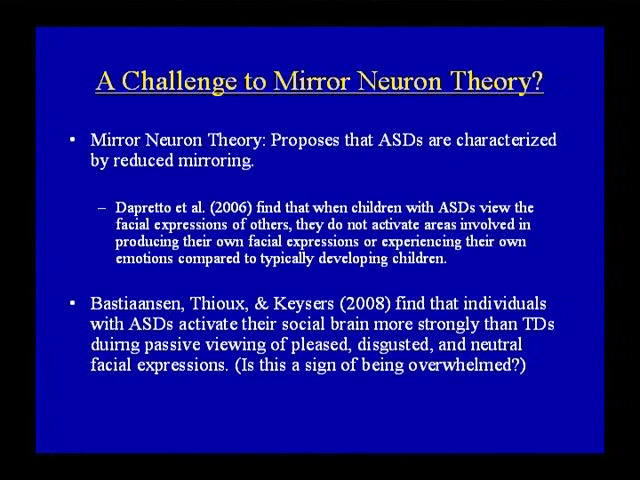 A Challenge to Mirror Neuron Theory?
• Mirror Neuron Theory: Proposes that ASDs are characterized
by reduced mirroring.
– Dapretto et al. (2006) find that when children with ASDs view the
facial expressions of others, they do not activate areas involved in
producing their own facial expressions or experiencing their own
emotions compared to typically developing children.
• Bastiaansen, Thioux, & Keysers (2008) find that individuals
with ASDs activate their social brain more strongly than TDs
duirng passive viewing of pleased, disgusted, and neutral
facial expressions. (Is this a sign of being overwhelmed?)